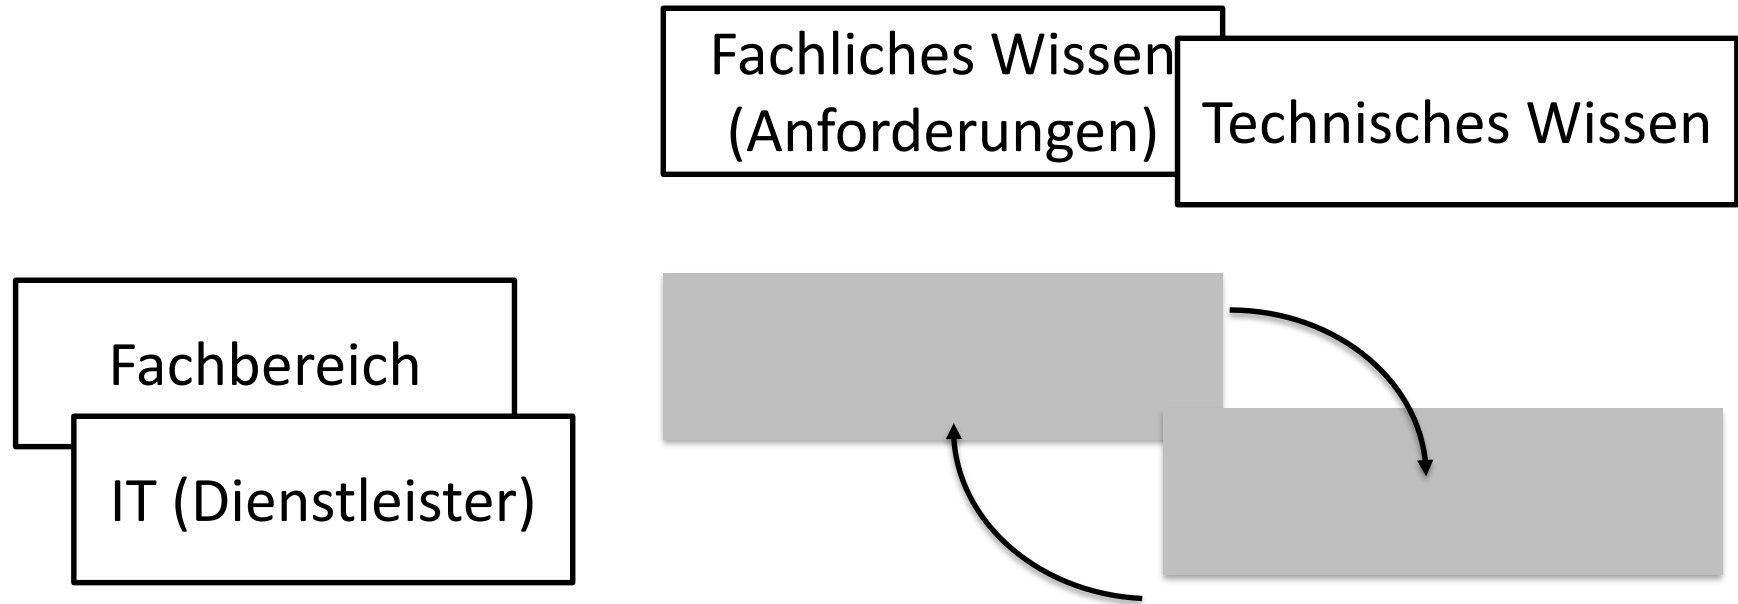 Fachliches Wissen
(Anforderungen)
Technisches Wissen
Fachbereich
IT (Dienstleister)